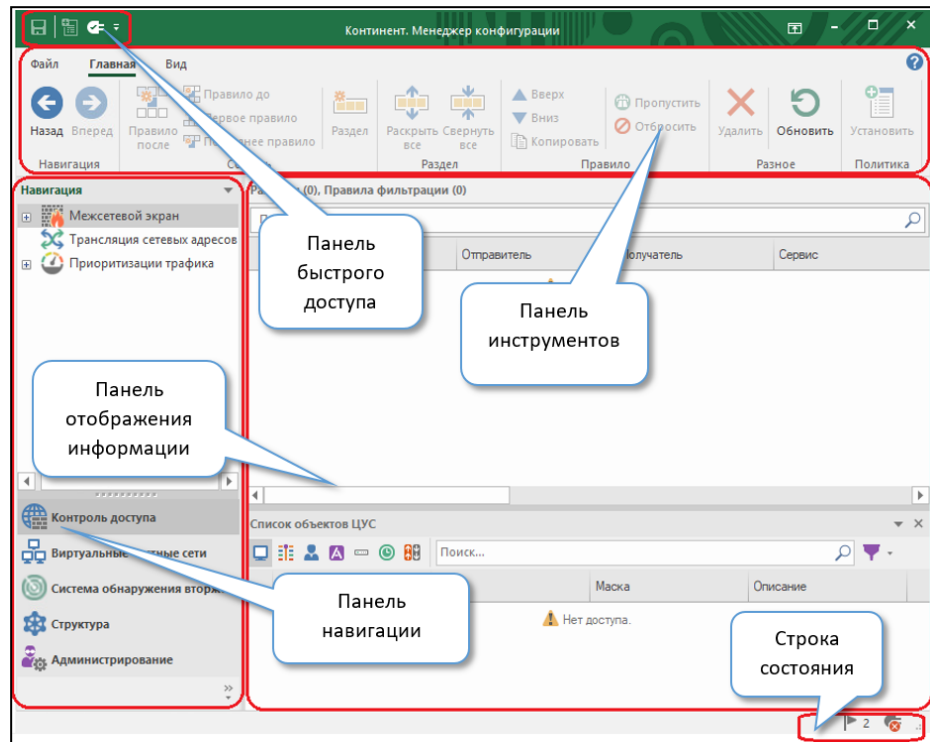 Континент. Менеджер конфигурации
Файл Главная Вид
Назад Вперед
Навигация
Правило после
Правило до
Первое правило
Последнее правило
Раздел
Раскрыть все
Свернуть все
Раздел
Вверх
Вниз
Копировать
Пропустить
Отбросить
Правило
Удалить
Обновить
Разное
Установить
Политика
Навигация
Межсетевой экран
Трансляция сетевых адресов
Приоритизации трафика
(0), Правила фильтрации (0)
Отправитель
Получатель
Сервис
Панель
быстрого
доступа
Панель
инструментов
Панель
отображения
информации
Контроль доступа
Виртуальные частные сети
Система обнаружения вторж
Структура
Администрирование
Список объектов ЦУС
Поиск...
Маска
Описание
Нет доступа.
Панель
навигации
Строка
состояния
2